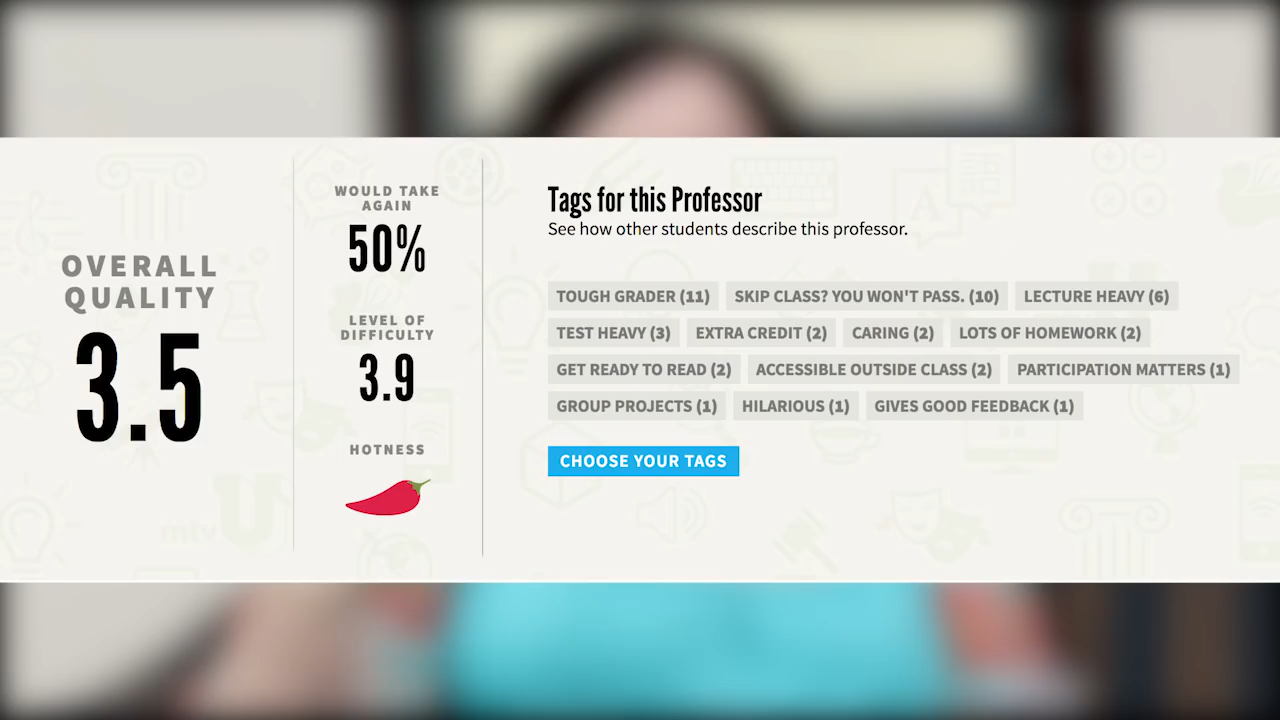 OVERALL
QUALITY
3.5
WOULD TAKE
AGAIN
50%
LEVEL OF
DIFFICULTY
3.9
HOTNESS
Tags for this Professor
See how other students describe this professor.
TOUGH GRADER (11) SKIP CLASS? YOU WON'T PASS. (10) LECTURE HEAVY (6)
TEST HEAVY (3) EXTRA CREDIT (2) CARING (2) LOTS OF HOMEWORK (2)
GET READY TO READ (2) ACCESSIBLE OUTSIDE CLASS (2) PARTICIPATION MATTERS (1)
GROUP PROJECTS (1) HILARIOUS (1) GIVES GOOD FEEDBACK (1)
CHOOSE YOUR TAGS
mtv U
A